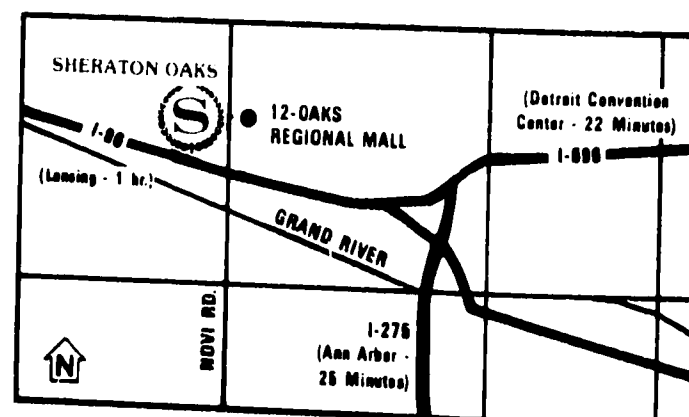 SHERATON OAKS
S
12-OAKS
REGIONAL MALL
(Detroit Convention
Center - 22 Minutes)
I-96
I-696
(Lansing - 1 hr.)
GRAND RIVER
NOVI RD.
I-275
(Ann Arbor -
25 Minutes)
N